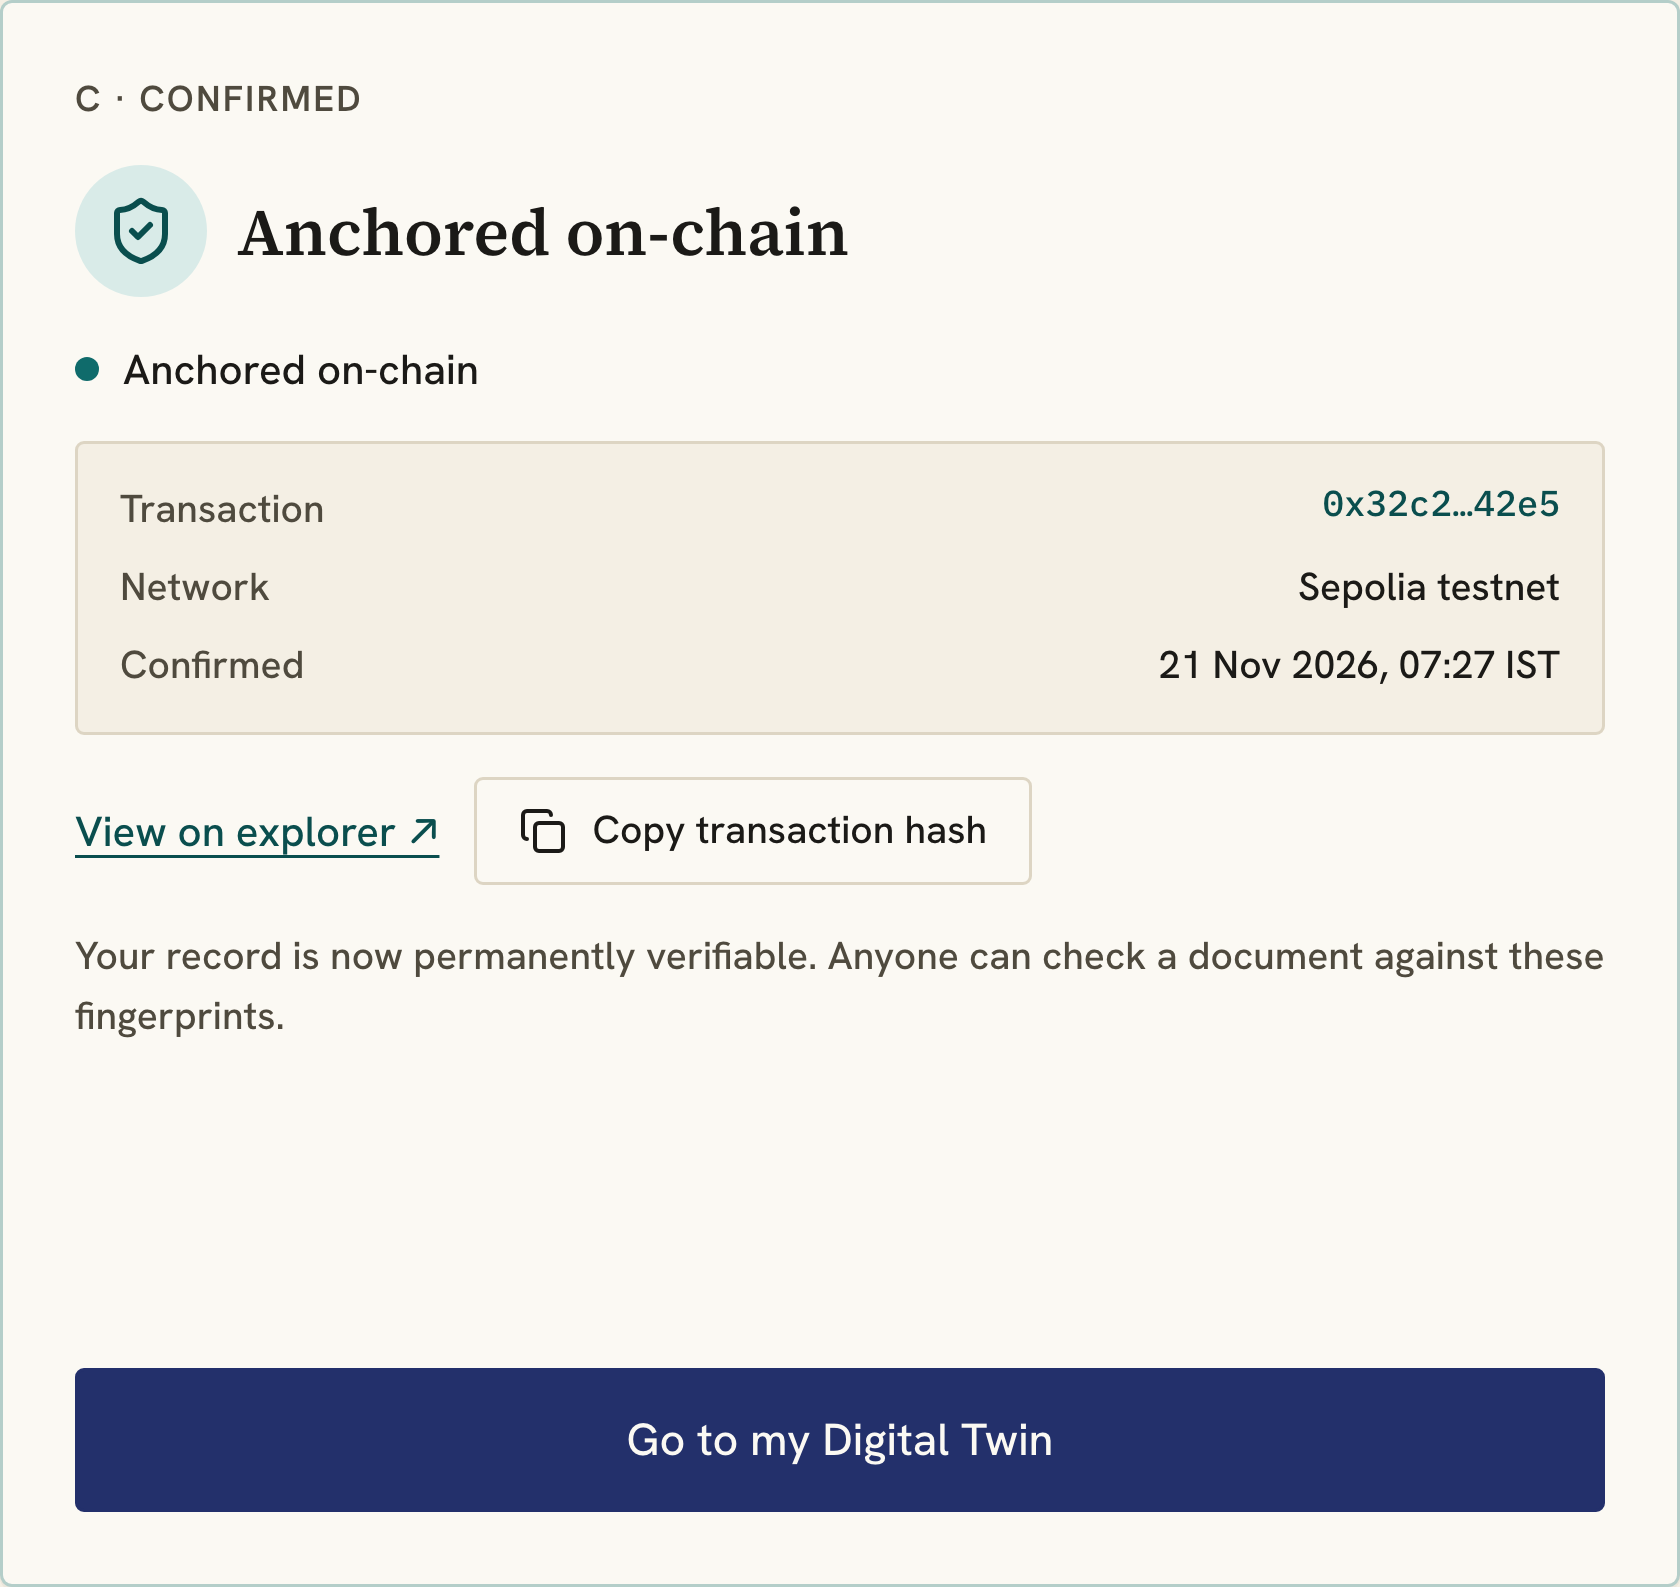 C · CONFIRMED
Anchored on-chain
Anchored on-chain
Transaction 0x32c2…42e5
Network Sepolia testnet
Confirmed 21 Nov 2026, 07:27 IST
View on explorer ↗ Copy transaction hash
Your record is now permanently verifiable. Anyone can check a document against these
fingerprints.
Go to my Digital Twin